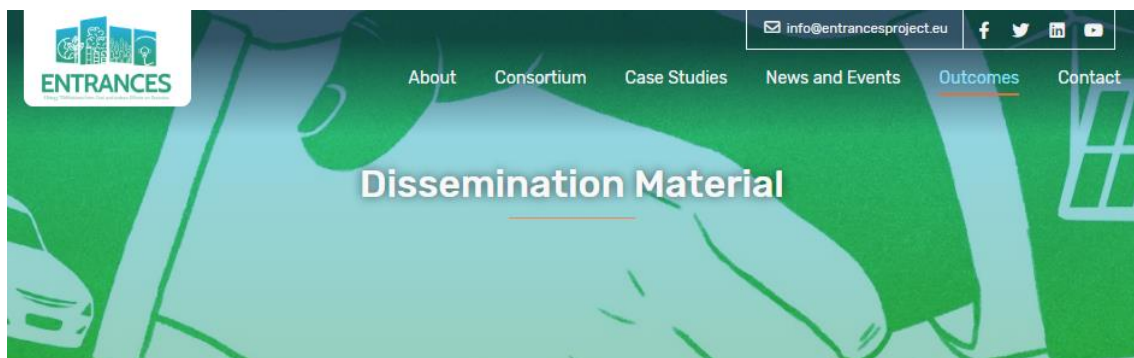 info@entrancesproject.eu
ENTRANCES
About Consortium Case Studies News and Events Outcomes Contact
Dissemination Material